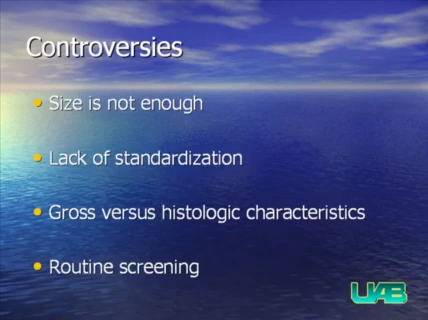 Controversies
Size is not enough
Lack of standardization
Gross versus histologic characteristics
Routine screening
UAB